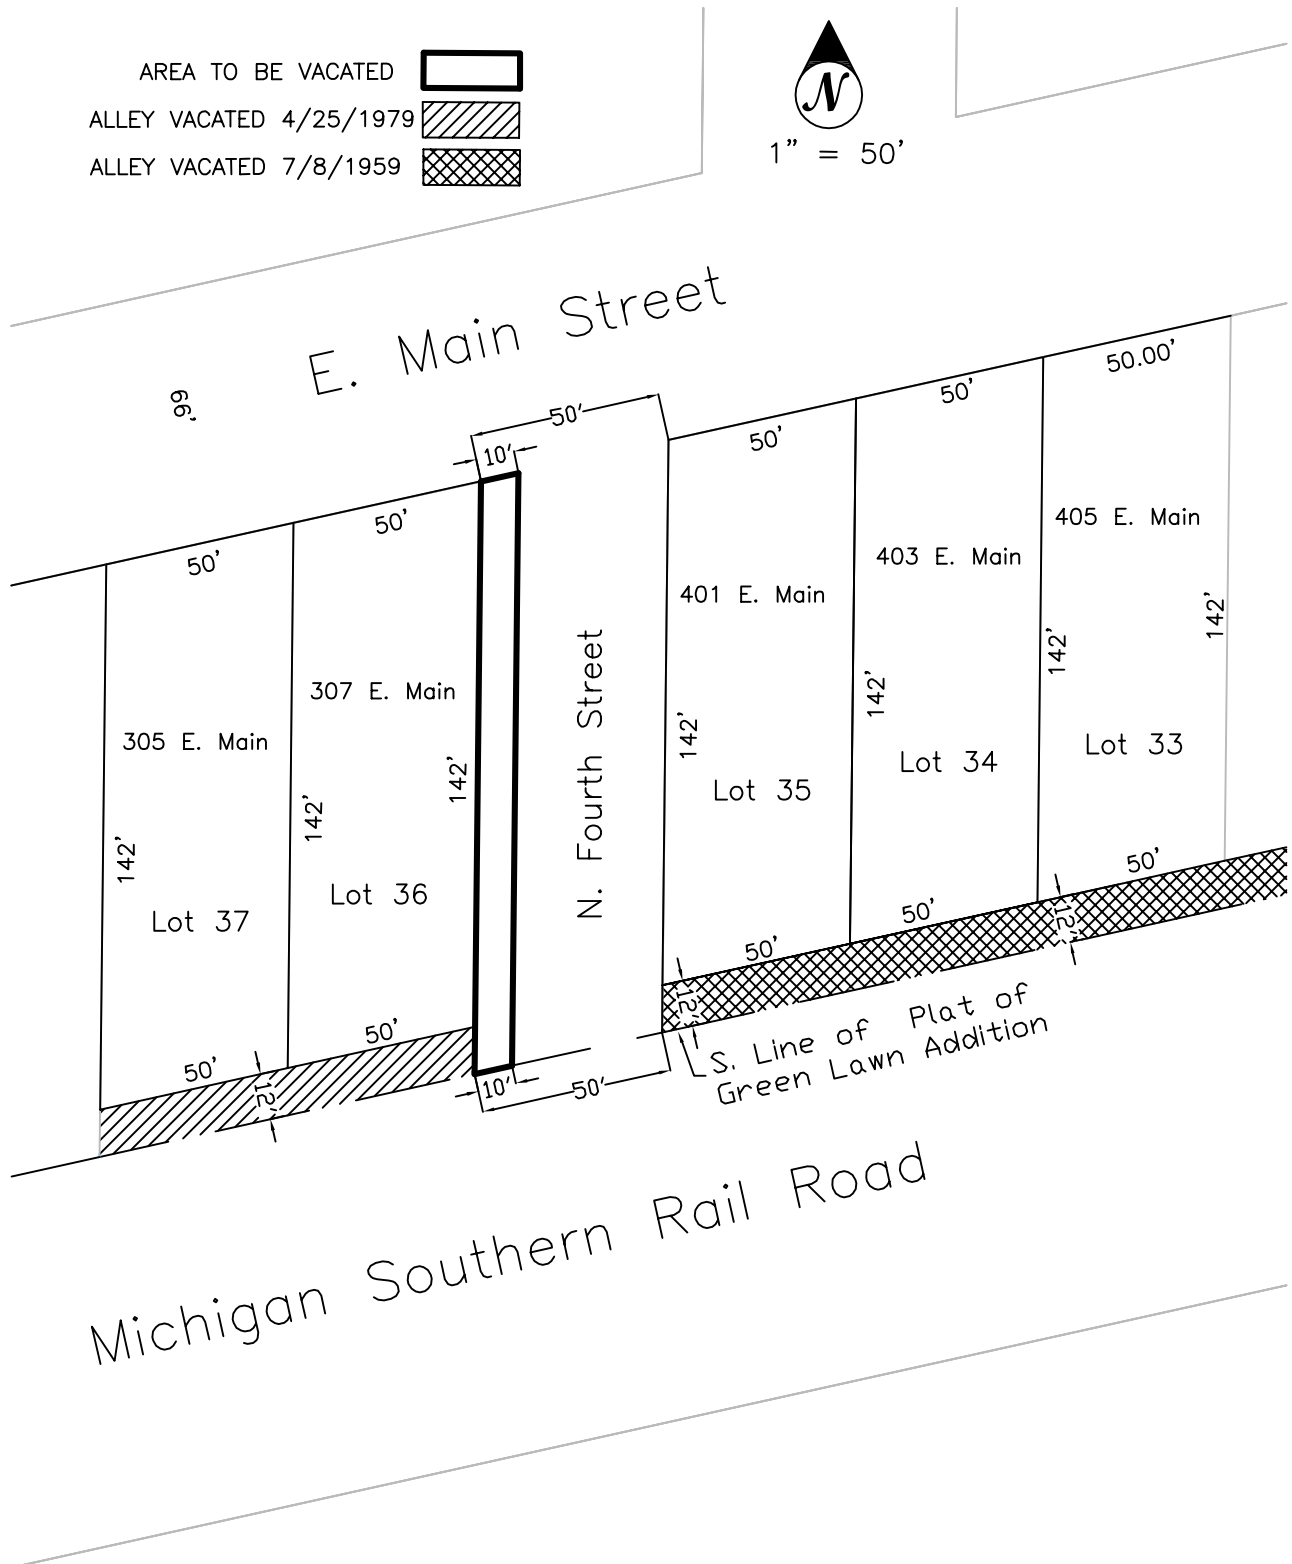 AREA TO BE VACATED
ALLEY VACATED 4/25/1979
ALLEY VACATED 7/8/1959
N
1" = 50'
E. Main Street
66'
50'
10'
50'
50'
50'
50'
50.00'
305 E. Main
307 E. Main
401 E. Main
403 E. Main
405 E. Main
142'
142'
142'
142'
142'
142'
142'
N. Fourth Street
Lot 37
Lot 36
Lot 35
Lot 34
Lot 33
50'
50'
50'
50'
50'
12'
12'
12'
10'
50'
S. Line of Plat of
Green Lawn Addition
Michigan Southern Rail Road